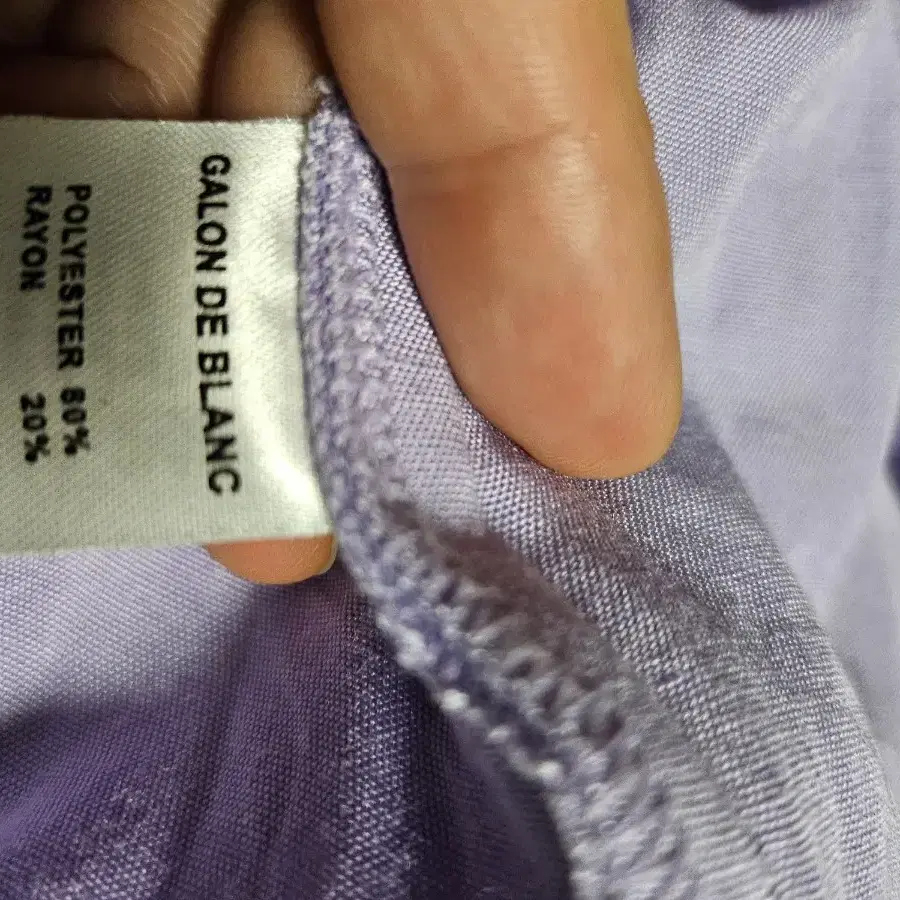 GALON DE BLANC
POLYESTER 80%
RAYON 20%